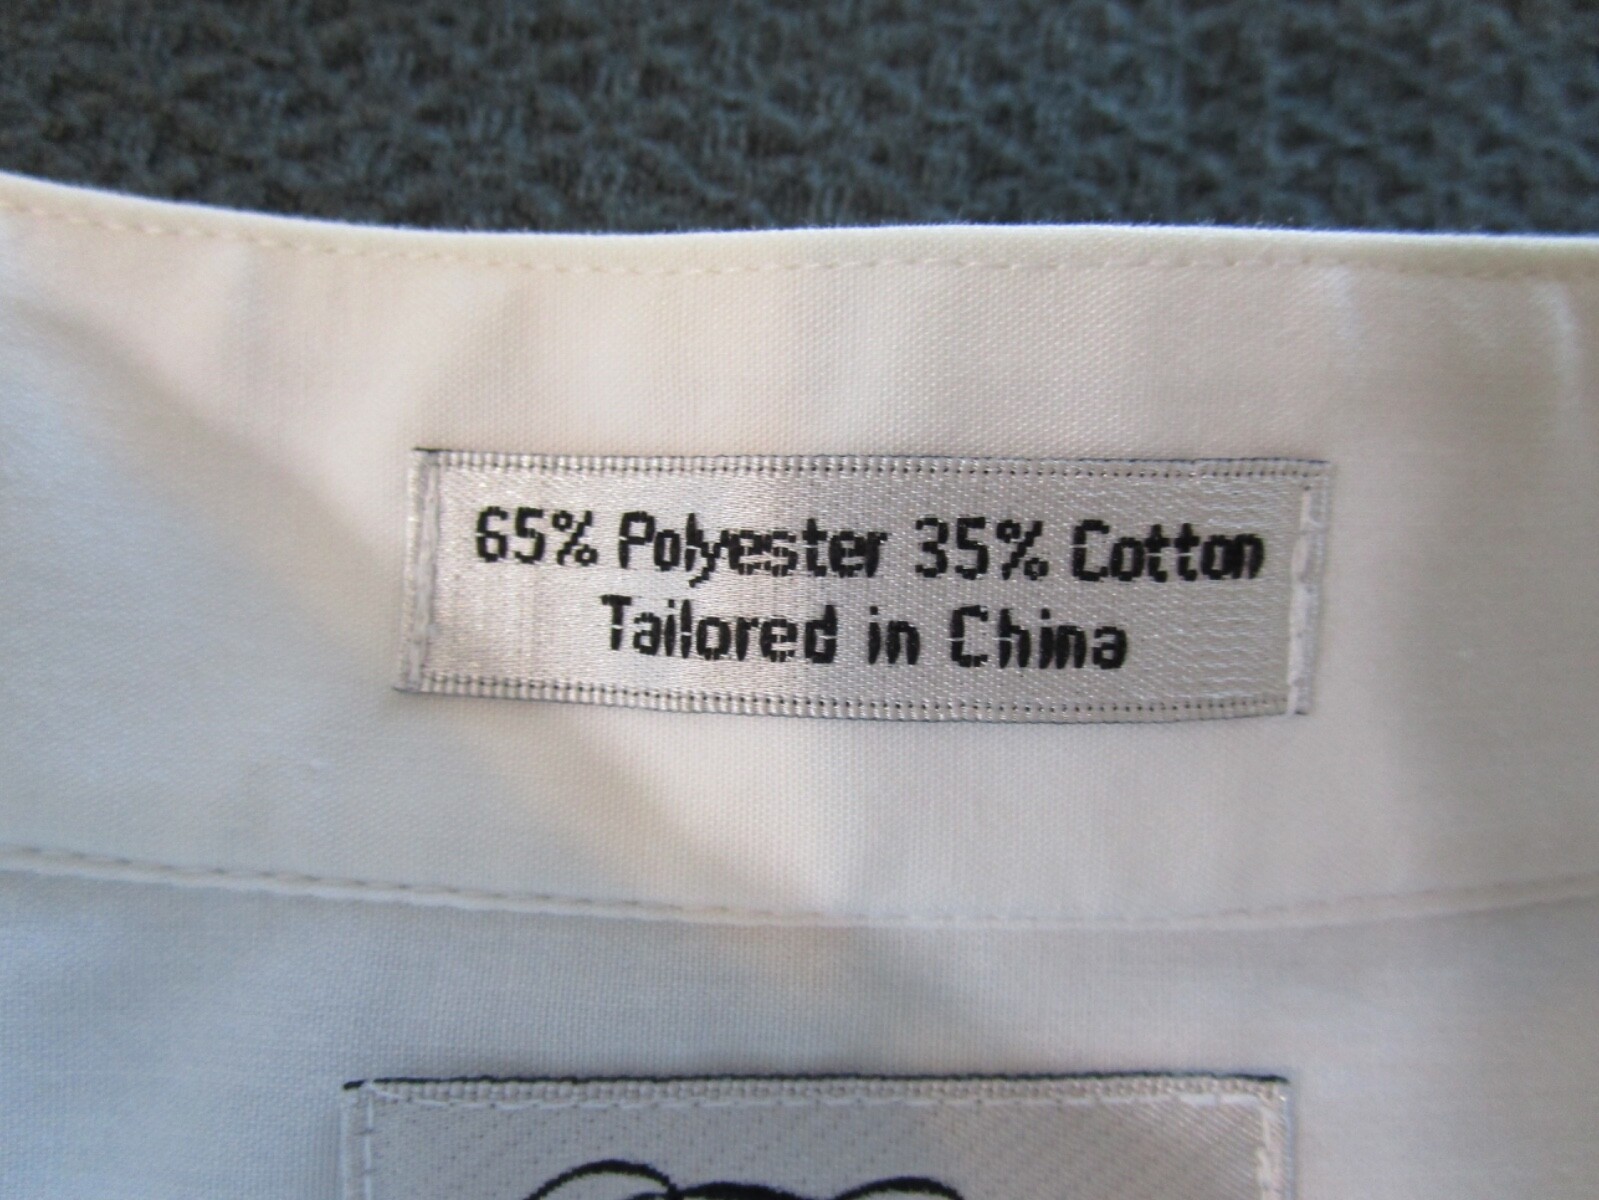 65% Polyester 35% Cotton
Tailored in China